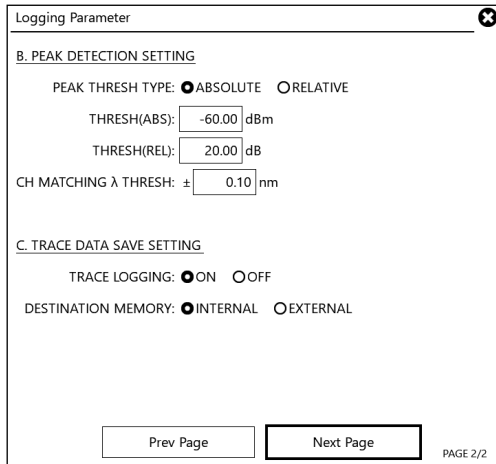 Logging Parameter
B. PEAK DETECTION SETTING
PEAK THRESH TYPE: ABSOLUTE RELATIVE
THRESH(ABS): -60.00 dBm
THRESH(REL): 20.00 dB
CH MATCHING λ THRESH: ± 0.10 nm
C. TRACE DATA SAVE SETTING
TRACE LOGGING: ON OFF
DESTINATION MEMORY: INTERNAL EXTERNAL
Prev Page Next Page PAGE 2/2